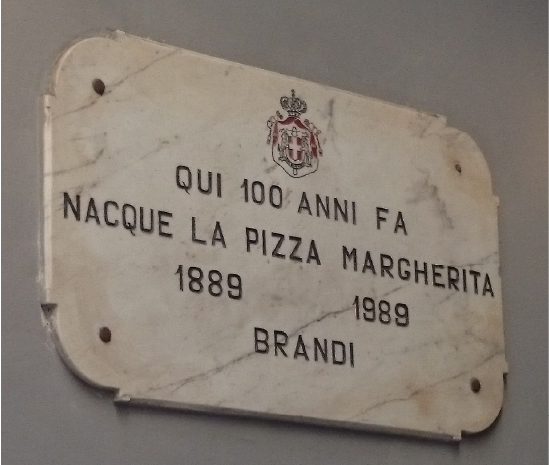 QUI 100 ANNI FA
NACQUE LA PIZZA MARGHERITA
1889 1989
BRANDI